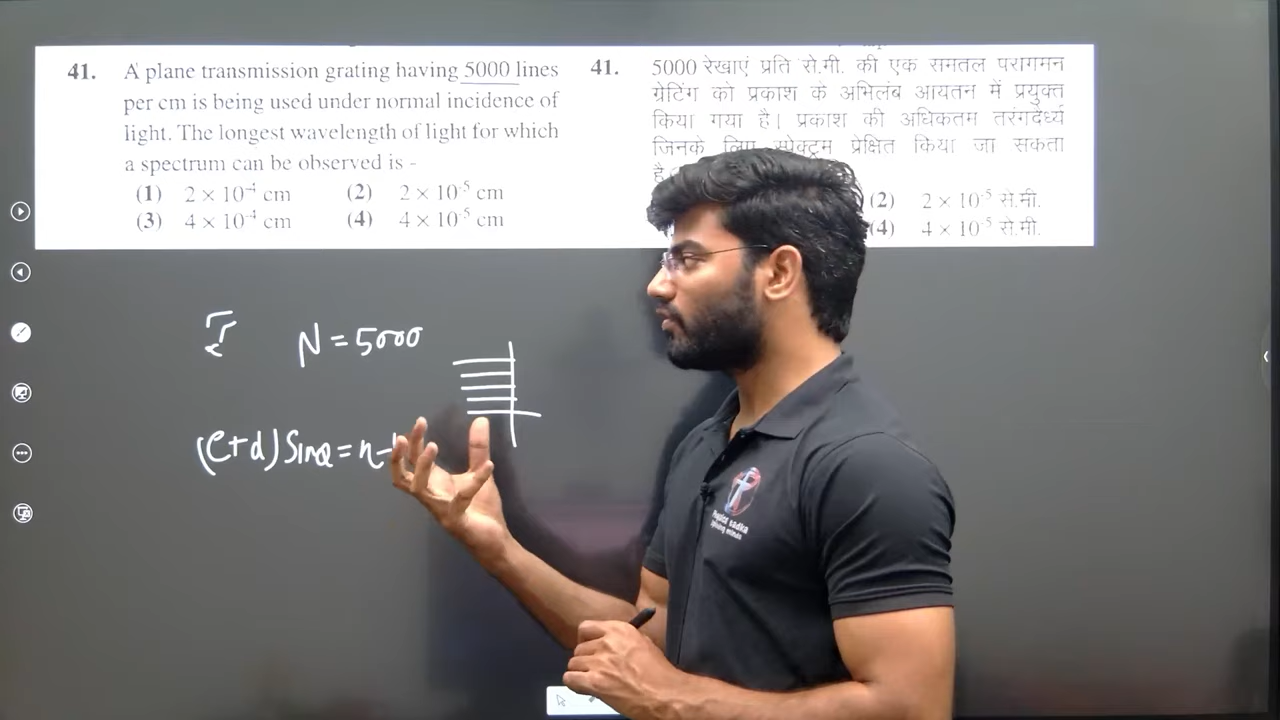 41. A plane transmission grating having 5000 lines
per cm is being used under normal incidence of
light. The longest wavelength of light for which
a spectrum can be observed is -
(1) 2 × 10⁻⁴ cm (2) 2 × 10⁻⁵ cm
(3) 4 × 10⁻⁴ cm (4) 4 × 10⁻⁵ cm
41. 5000 रेखाएं प्रति से.मी. की एक समतल परागमन
ग्रेटिंग को प्रकाश के अभिलंब आयतन में प्रयुक्त
किया गया है। प्रकाश की अधिकतम तरंगदैर्ध्य
जिनके लिए स्पेक्ट्रम प्रेक्षित किया जा सकता
है
(2) 2 × 10⁻⁵ से.मी.
(4) 4 × 10⁻⁵ से.मी.
N = 5000
(e+d) Sinθ = n